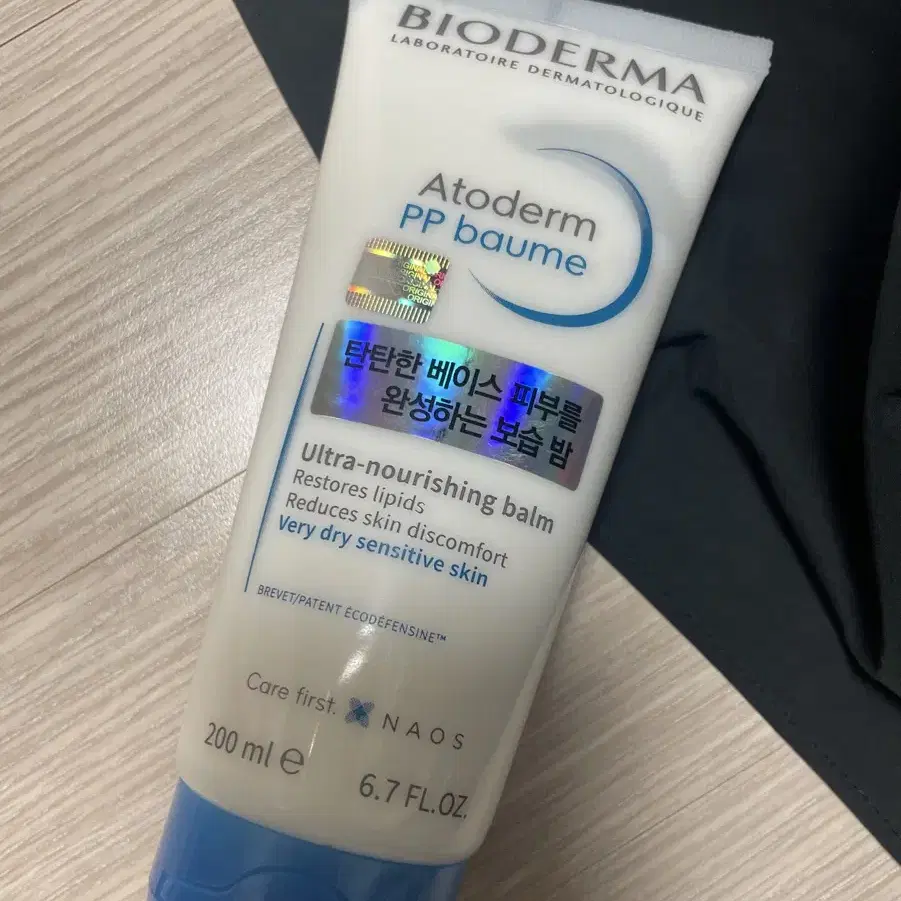 BIODERMA
LABORATOIRE DERMATOLOGIQUE
Atoderm
PP baume
ORIGINAL
ORIGIN
탄탄한 베이스 피부를
완성하는 보습 밤
Ultra-nourishing balm
Restores lipids
Reduces skin discomfort
Very dry sensitive skin
BREVET/PATENT ÉCODÉFENSINE™
Care first. NAOS
200 ml e
6.7 FL.OZ.